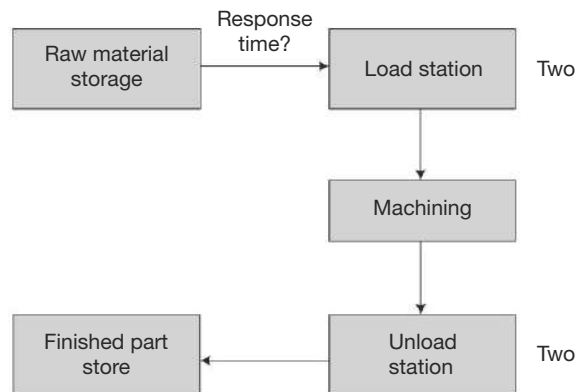 Response
time?
Raw material
storage
Load station
Two
Machining
Finished part
store
Unload
station
Two